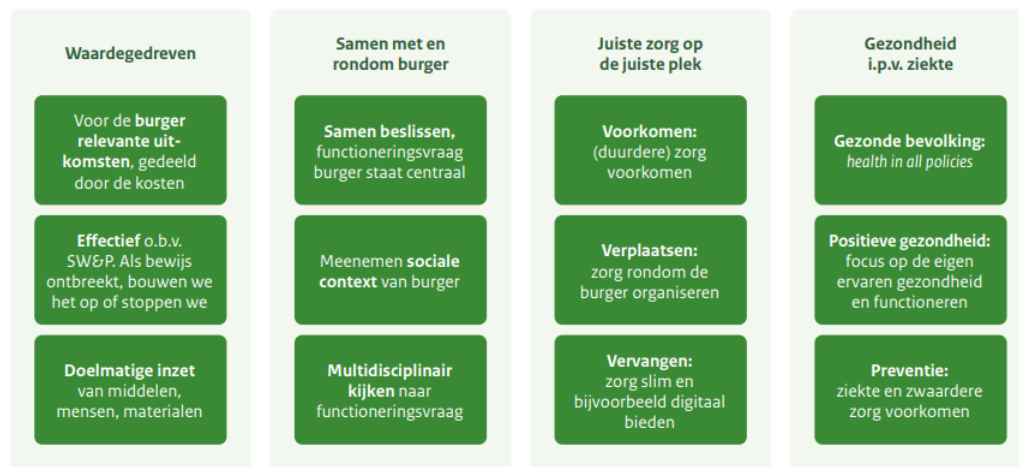 Waardegedreven
Voor de burger
relevante uit-
komsten, gedeeld
door de kosten
Effectief o.b.v.
SW&P. Als bewijs
ontbreekt, bouwen we
het op of stoppen we
Doelmatige inzet
van middelen,
mensen, materialen
Samen met en
rondom burger
Samen beslissen,
functioneringsvraag
burger staat centraal
Meenemen sociale
context van burger
Multidisciplinair
kijken naar
functioneringsvraag
Juiste zorg op
de juiste plek
Voorkomen:
(duurdere) zorg
voorkomen
Verplaatsen:
zorg rondom de
burger organiseren
Vervangen:
zorg slim en
bijvoorbeeld digitaal
bieden
Gezondheid
i.p.v. ziekte
Gezonde bevolking:
health in all policies
Positieve gezondheid:
focus op de eigen
ervaren gezondheid
en functioneren
Preventie:
ziekte en zwaardere
zorg voorkomen